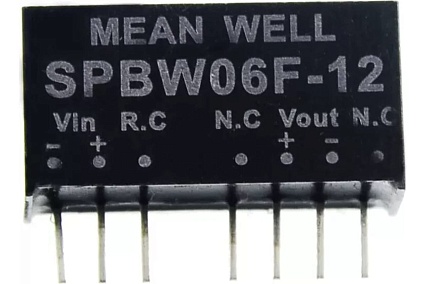 MEAN WELL
SPBW06F-12
VIn R.C N.C Vout N.C
- + + -